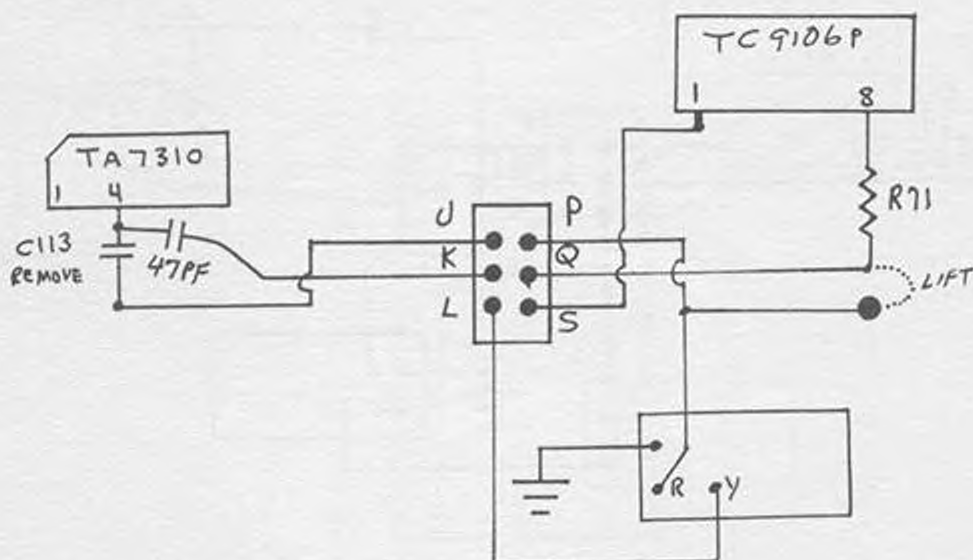 TC9106P
1 8
TA7310
1 4
R71
C113
REMOVE
47PF
J P
K Q
L S
LIFT
R Y